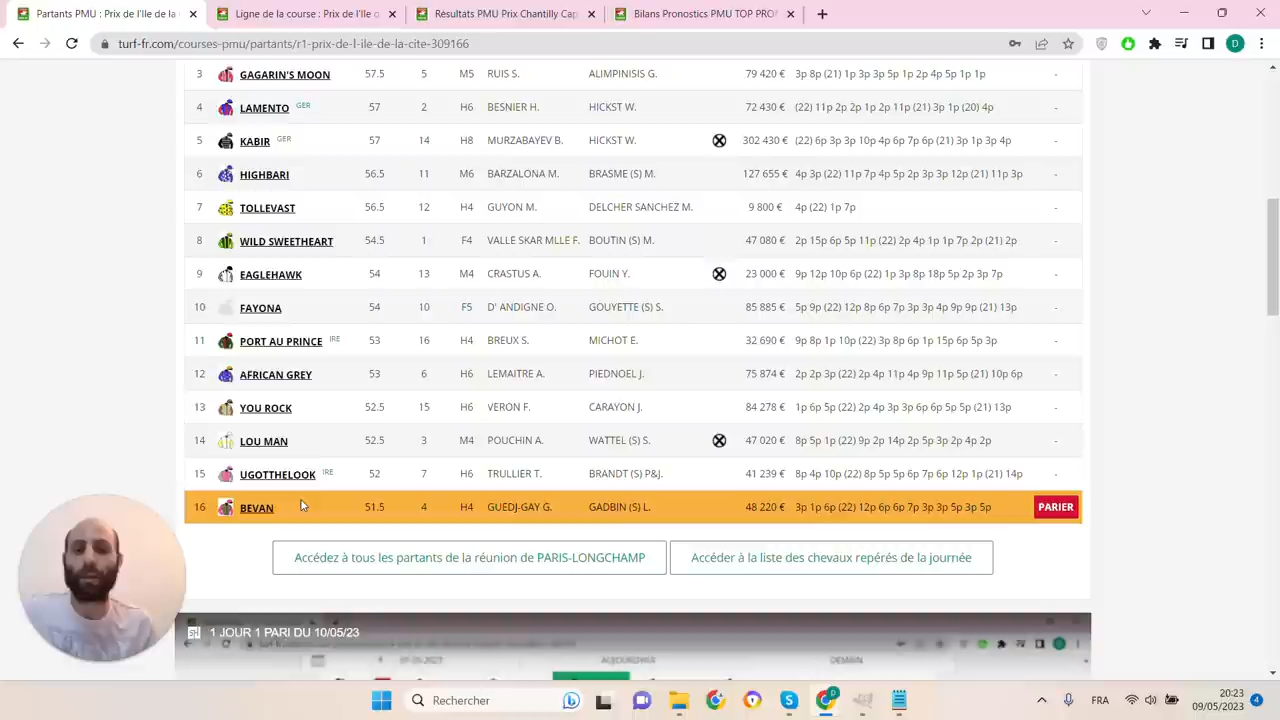 Partants PMU : Prix de l'Ile de la
Ligne de la course : Prix de l'Ile
Résultats PMU Prix Chantilly Cap
Bilans Pronostics PMU TOP PRO
turf-fr.com/courses-pmu/partants/r1-prix-de-l-ile-de-la-cite-309166
D
3 GAGARIN'S MOON 57.5 5 M5 RUIS S. ALIMPINISIS G. 79 420 € 3p 8p (21) 1p 3p 3p 5p 1p 2p 4p 5p 1p 1p -
4 LAMENTO GER 57 2 H6 BESNIER H. HICKST W. 72 430 € (22) 11p 2p 2p 1p 2p 11p (21) 3p 1p (20) 4p -
5 KABIR GER 57 14 H8 MURZABAYEV B. HICKST W. 302 430 € (22) 6p 3p 3p 10p 4p 6p 7p 6p (21) 3p 1p 3p 4p -
6 HIGHBARI 56.5 11 M6 BARZALONA M. BRASME (S) M. 127 655 € 4p 3p (22) 11p 7p 4p 5p 2p 3p 3p 12p (21) 11p 3p -
7 TOLLEVAST 56.5 12 H4 GUYON M. DELCHER SANCHEZ M. 9 800 € 4p (22) 1p 7p -
8 WILD SWEETHEART 54.5 1 F4 VALLE SKAR MLLE F. BOUTIN (S) M. 47 080 € 2p 15p 6p 5p 11p (22) 2p 4p 1p 1p 7p 2p (21) 2p -
9 EAGLEHAWK 54 13 M4 CRASTUS A. FOUIN Y. 23 000 € 9p 12p 10p 6p (22) 1p 3p 8p 18p 5p 2p 3p 7p -
10 FAYONA 54 10 F5 D' ANDIGNE O. GOUYETTE (S) S. 85 885 € 5p 9p (22) 12p 8p 6p 7p 3p 3p 4p 9p 9p (21) 13p -
11 PORT AU PRINCE IRE 53 16 H4 BREUX S. MICHOT E. 32 690 € 9p 8p 1p 10p (22) 3p 8p 6p 1p 15p 6p 5p 3p -
12 AFRICAN GREY 53 6 H6 LEMAITRE A. PIEDNOEL J. 75 874 € 2p 2p 3p (22) 2p 4p 11p 4p 9p 11p 5p (21) 10p 6p -
13 YOU ROCK 52.5 15 H6 VERON F. CARAYON J. 84 278 € 1p 6p 5p (22) 2p 4p 3p 3p 6p 6p 5p 5p (21) 13p -
14 LOU MAN 52.5 3 M4 POUCHIN A. WATTEL (S) S. 47 020 € 8p 5p 1p (22) 9p 2p 14p 2p 5p 3p 2p 4p 2p -
15 UGOTTHELOOK IRE 52 7 H6 TRULLIER T. BRANDT (S) P&J. 41 239 € 8p 4p 10p (22) 8p 5p 5p 6p 7p 6p 12p 1p (21) 14p -
16 BEVAN 51.5 4 H4 GUEDJ-GAY G. GADBIN (S) L. 48 220 € 3p 1p 6p (22) 12p 6p 6p 7p 3p 3p 5p 3p 5p PARIER
Accédez à tous les partants de la réunion de PARIS-LONGCHAMP
Accéder à la liste des chevaux repérés de la journée
1 JOUR 1 PARI DU 10/05/23
AUJOURD'HUI
DEMAIN
Rechercher
FRA
20:23
09/05/2023
4